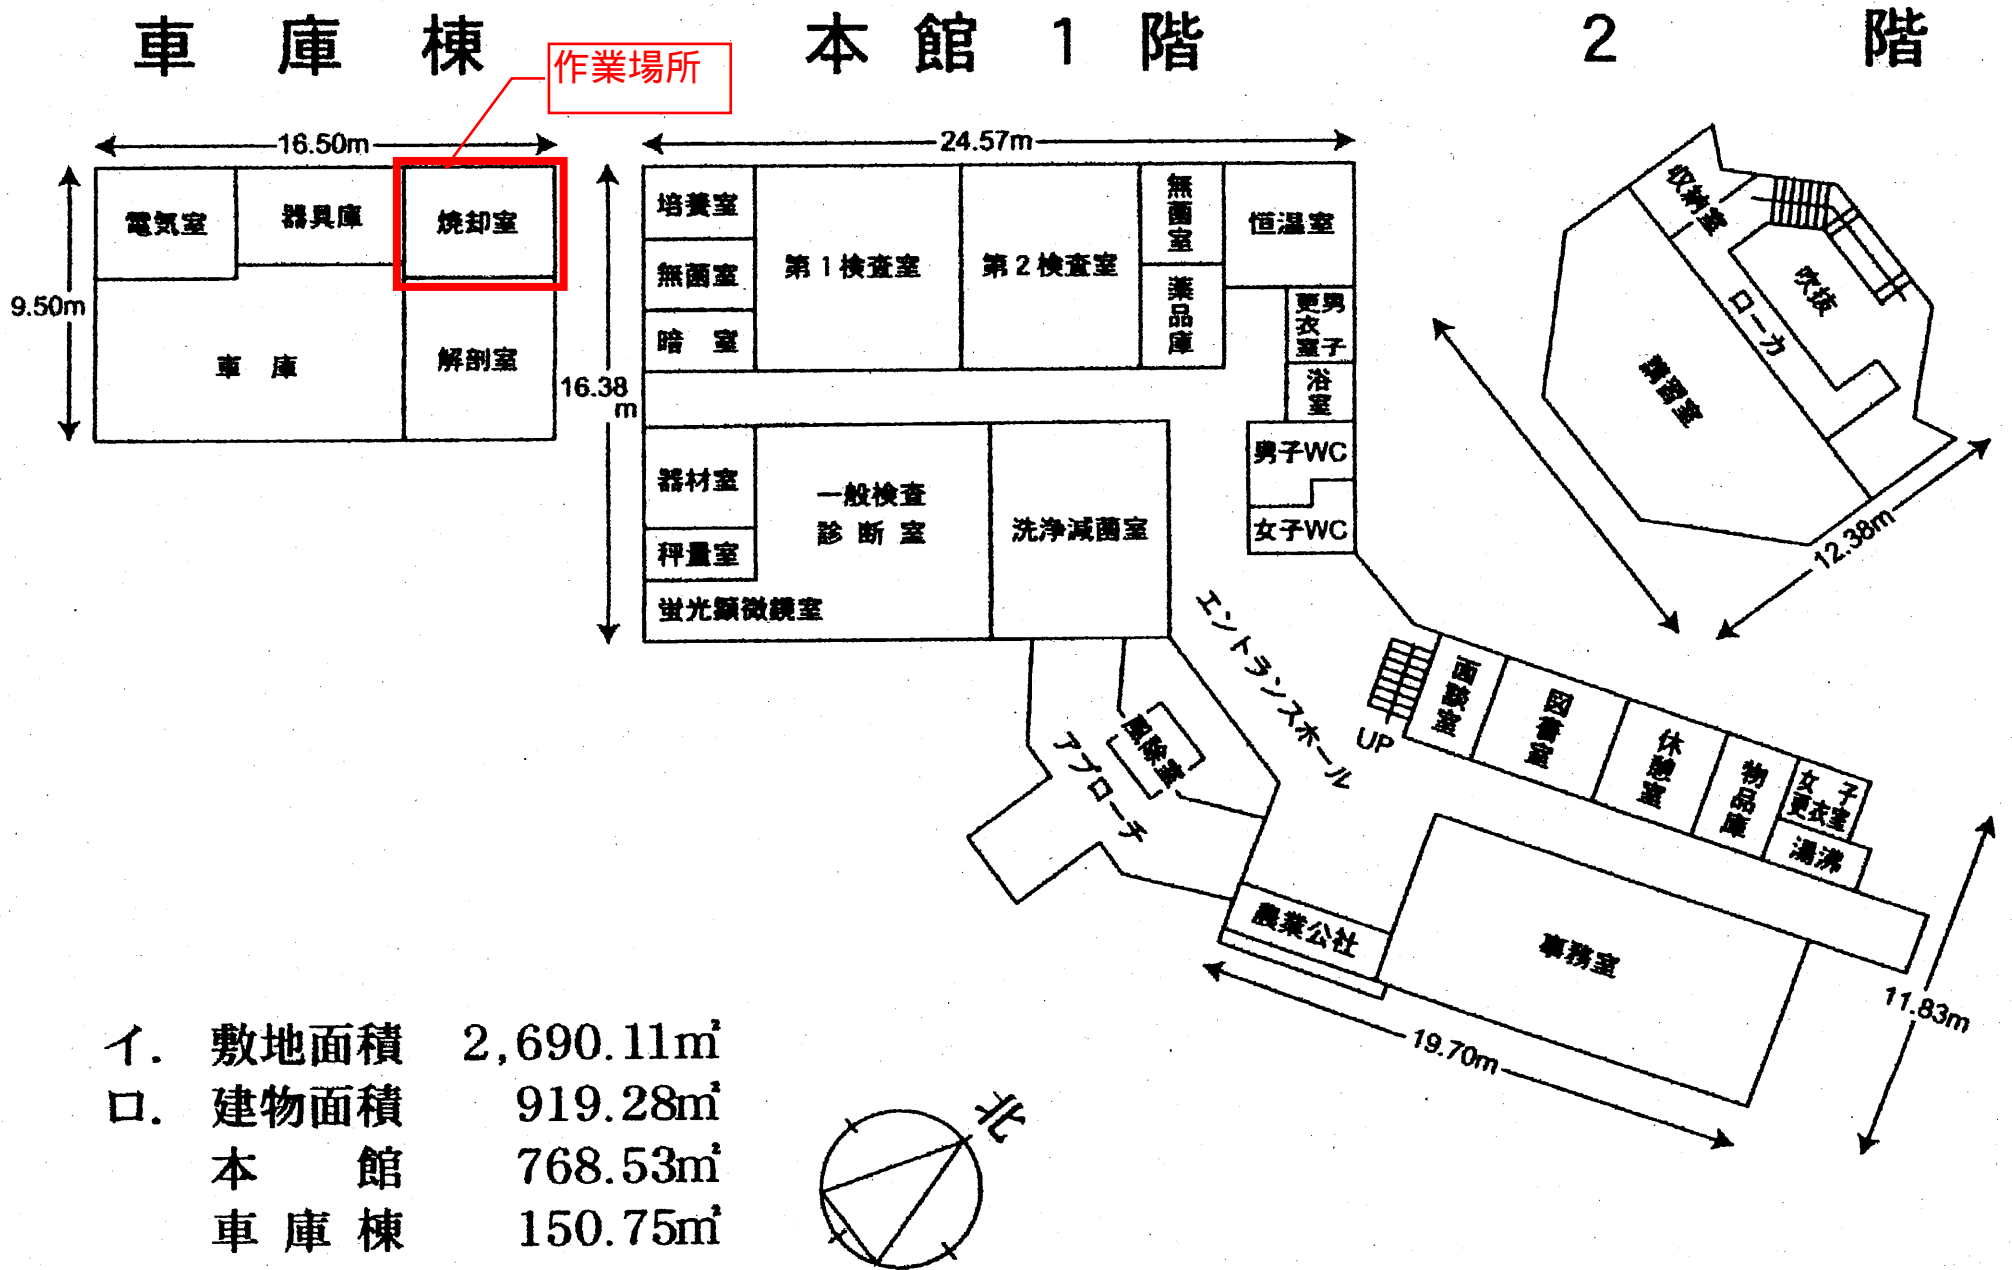 車庫棟
本館1階
2階
作業場所
16.50m
9.50m
電気室
器具庫
焼却室
車庫
解剖室
24.57m
16.38m
培養室
無菌室
暗室
第1検査室
第2検査室
無菌室
薬品庫
恒温室
男子更衣室
浴室
男子WC
女子WC
器材室
秤量室
一般検査
診断室
蛍光顕微鏡室
洗浄滅菌室
エントランスホール
風除室
アプローチ
UP
面談室
図書室
休憩室
物品庫
女子
更衣室
湯沸
農業公社
事務室
19.70m
11.83m
収納室
吹抜
ローカ
講習室
12.38m
イ. 敷地面積 2,690.11㎡
ロ. 建物面積 919.28㎡
本館 768.53㎡
車庫棟 150.75㎡
北